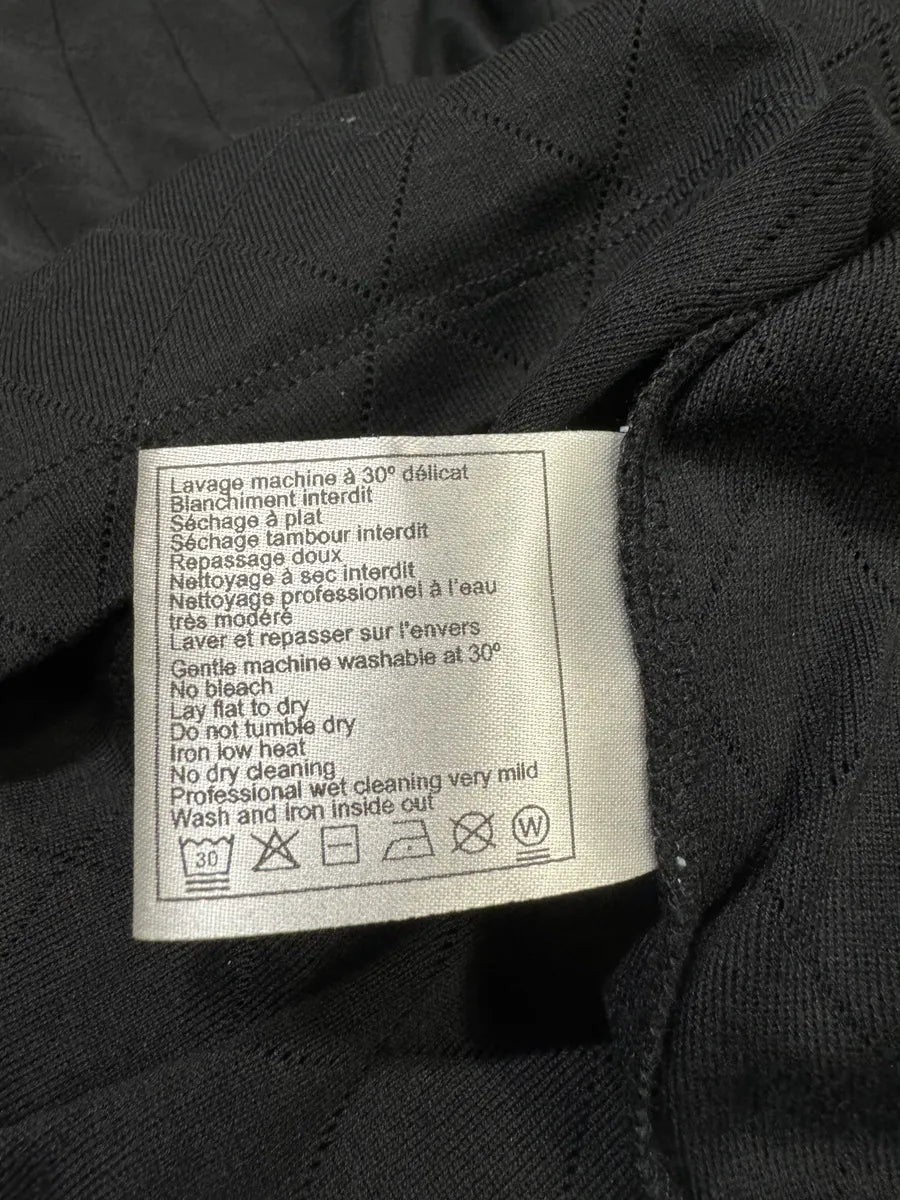 Lavage machine à 30° délicat
Blanchiment interdit
Séchage à plat
Séchage tambour interdit
Repassage doux
Nettoyage à sec interdit
Nettoyage professionnel à l'eau
très modéré
Laver et repasser sur l'envers
Gentle machine washable at 30°
No bleach
Lay flat to dry
Do not tumble dry
Iron low heat
No dry cleaning
Professional wet cleaning very mild
Wash and Iron inside out
30 W